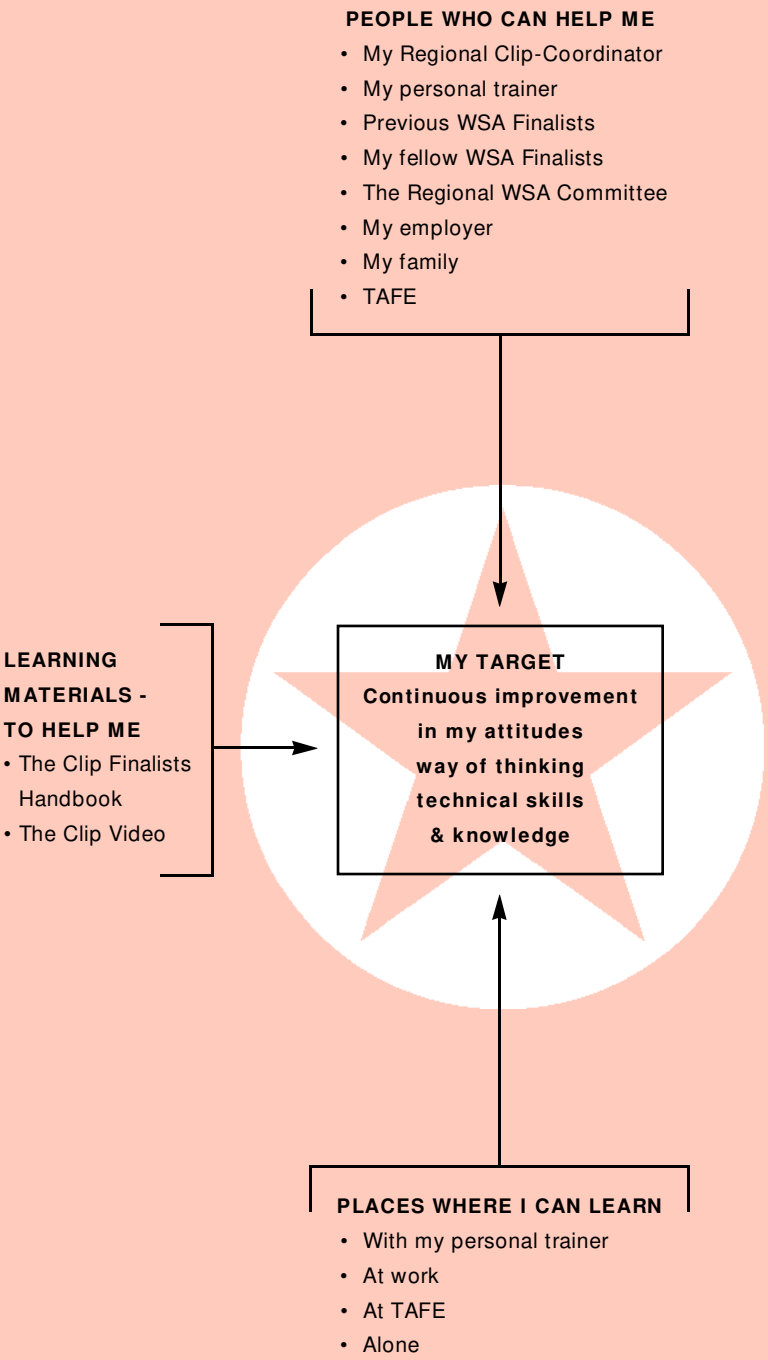 PEOPLE WHO CAN HELP ME
• My Regional Clip-Coordinator
• My personal trainer
• Previous WSA Finalists
• My fellow WSA Finalists
• The Regional WSA Committee
• My employer
• My family
• TAFE
LEARNING
MATERIALS -
TO HELP ME
• The Clip Finalists
Handbook
• The Clip Video
MY TARGET
Continuous improvement
in my attitudes
way of thinking
technical skills
& knowledge
PLACES WHERE I CAN LEARN
• With my personal trainer
• At work
• At TAFE
• Alone